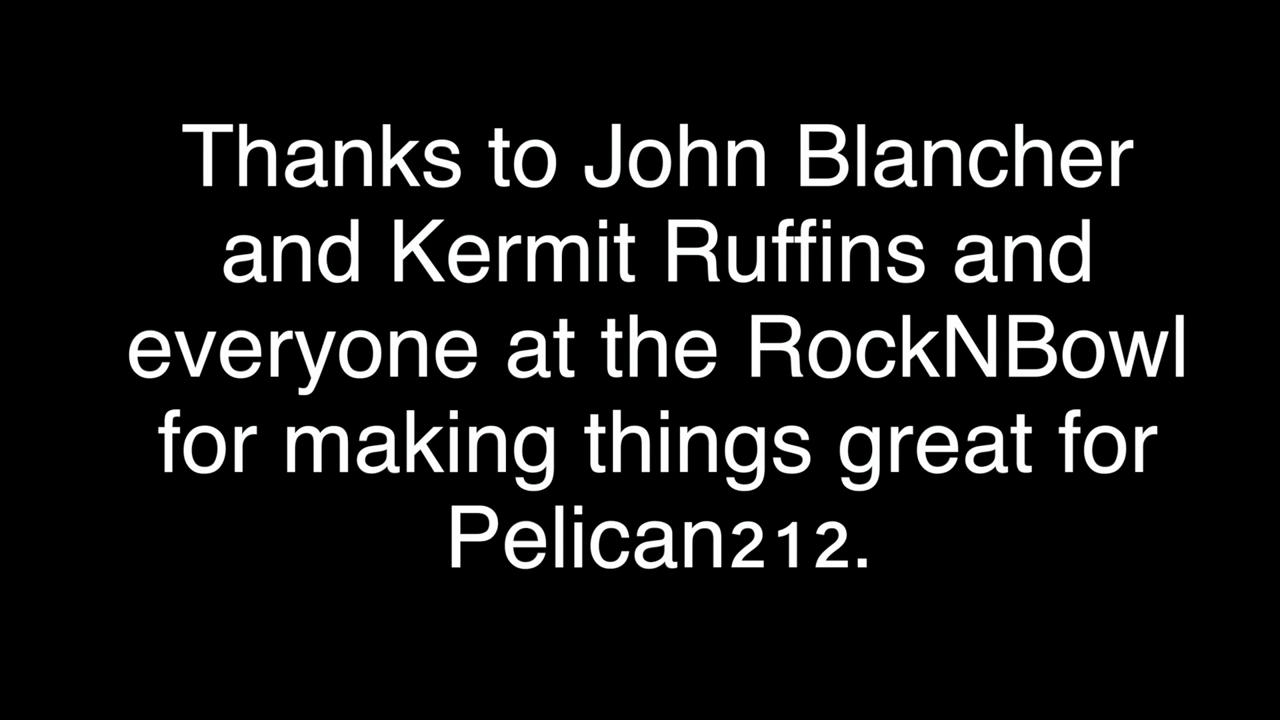 Thanks to John Blancher
and Kermit Ruffins and
everyone at the RockNBowl
for making things great for
Pelican212.